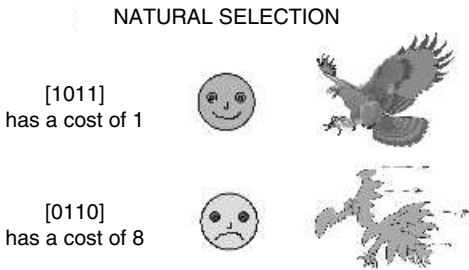 NATURAL SELECTION
[1011]
has a cost of 1
[0110]
has a cost of 8